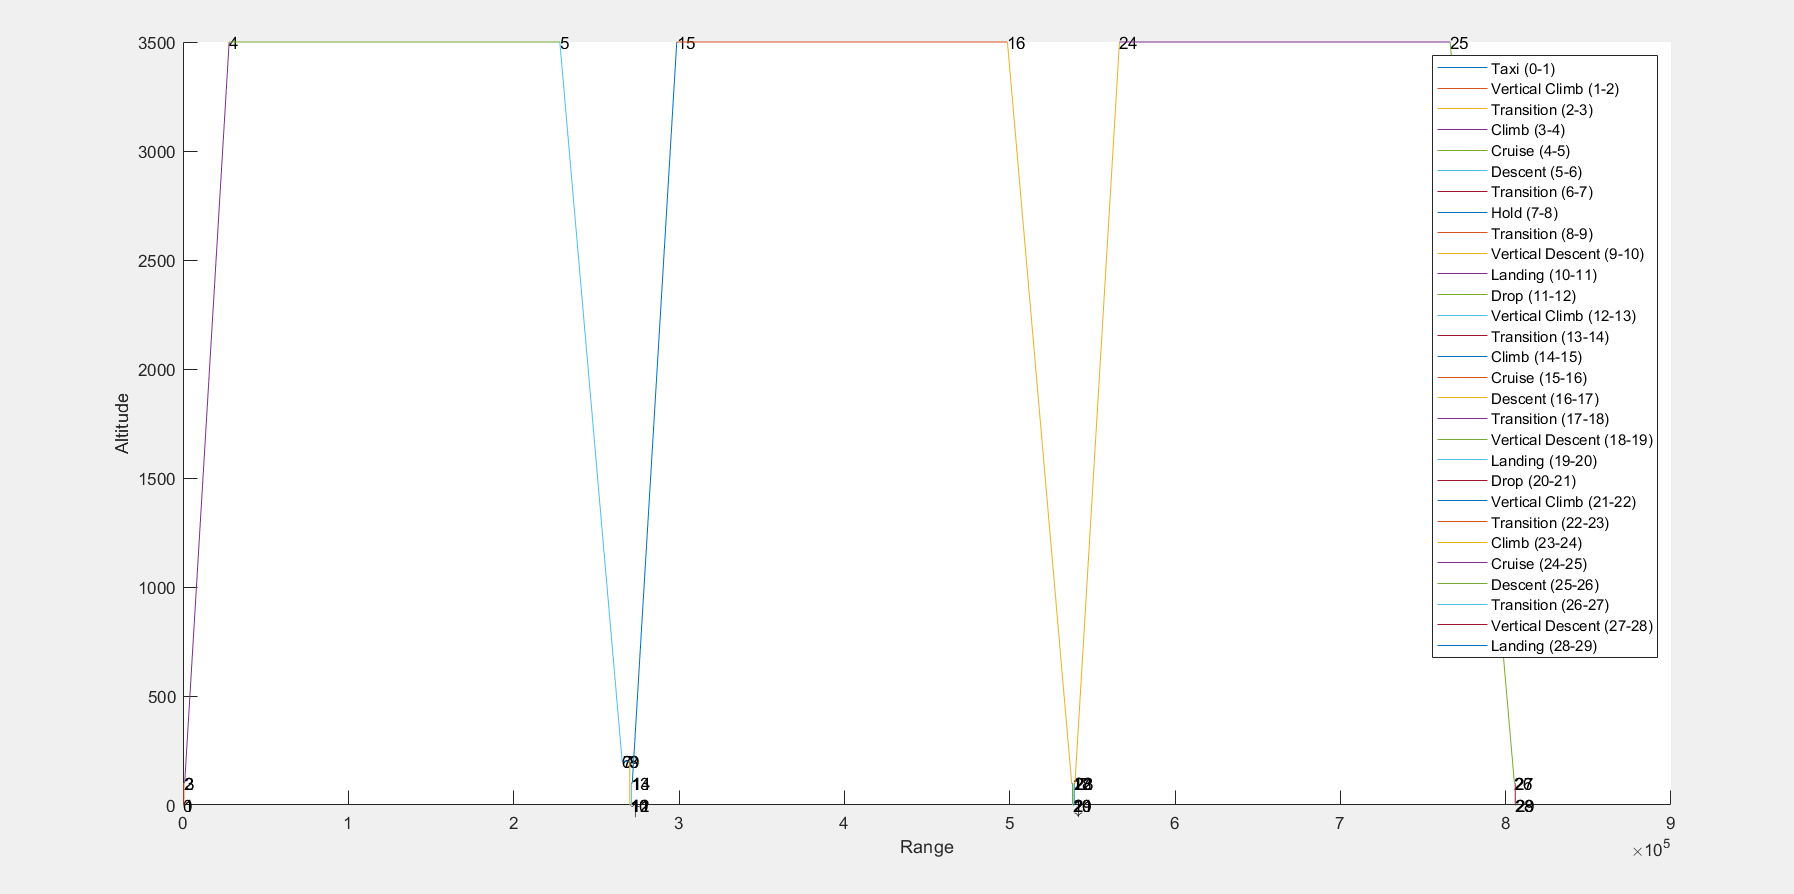 3500
3000
2500
2000
1500
1000
500
0
Altitude
4
5
15
16
24
25
Taxi (0-1)
Vertical Climb (1-2)
Transition (2-3)
Climb (3-4)
Cruise (4-5)
Descent (5-6)
Transition (6-7)
Hold (7-8)
Transition (8-9)
Vertical Descent (9-10)
Landing (10-11)
Drop (11-12)
Vertical Climb (12-13)
Transition (13-14)
Climb (14-15)
Cruise (15-16)
Descent (16-17)
Transition (17-18)
Vertical Descent (18-19)
Landing (19-20)
Drop (20-21)
Vertical Climb (21-22)
Transition (22-23)
Climb (23-24)
Cruise (24-25)
Descent (25-26)
Transition (26-27)
Vertical Descent (27-28)
Landing (28-29)
0 1 2 3 4 5 6 7 8 9
Range
×10⁵